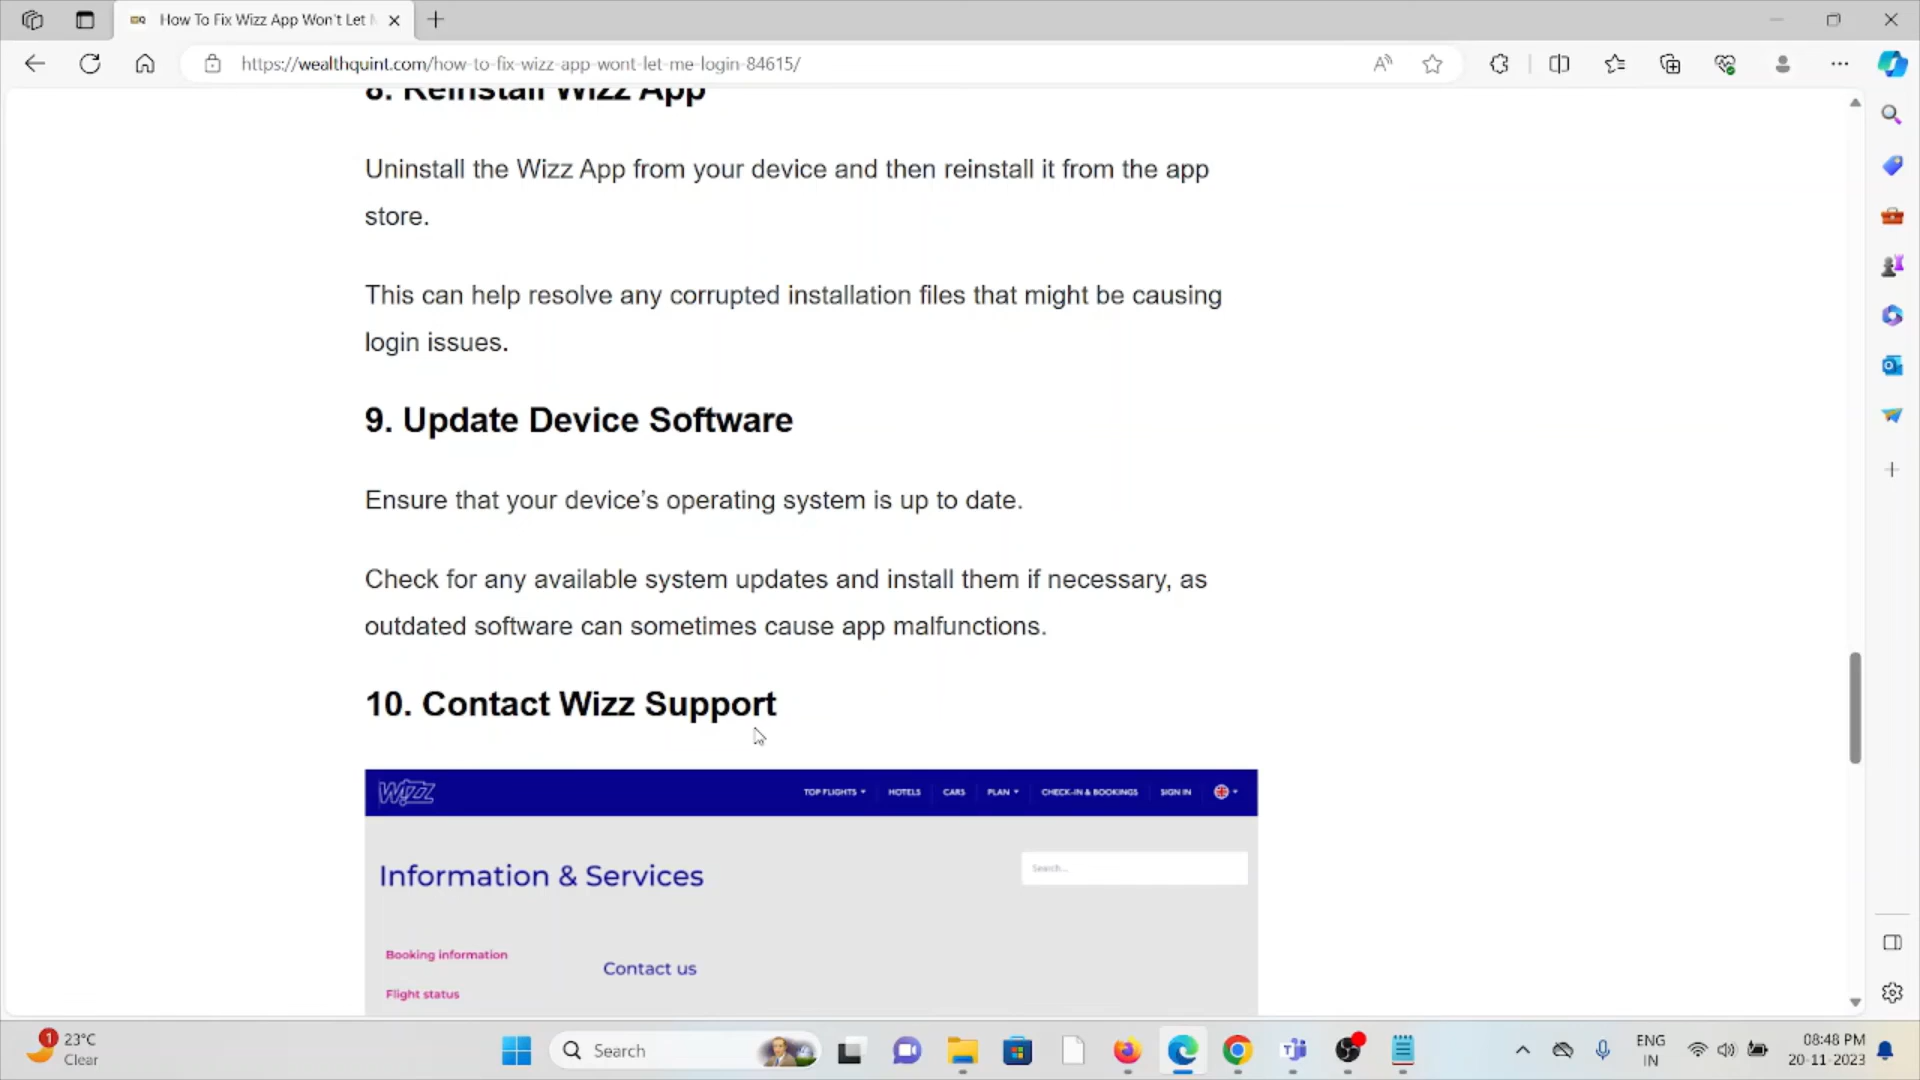 How To Fix Wizz App Won't Let M
https://wealthquint.com/how-to-fix-wizz-app-wont-let-me-login-84615/
8. Reinstall Wizz App
Uninstall the Wizz App from your device and then reinstall it from the app
store.
This can help resolve any corrupted installation files that might be causing
login issues.
9. Update Device Software
Ensure that your device’s operating system is up to date.
Check for any available system updates and install them if necessary, as
outdated software can sometimes cause app malfunctions.
10. Contact Wizz Support
WIZZ
TOP FLIGHTS
HOTELS
CARS
PLAN
CHECK-IN & BOOKINGS
SIGN IN
Information & Services
Search...
Booking information
Contact us
Flight status
1
23°C
Clear
Search
ENG
IN
08:48 PM
20-11-2023